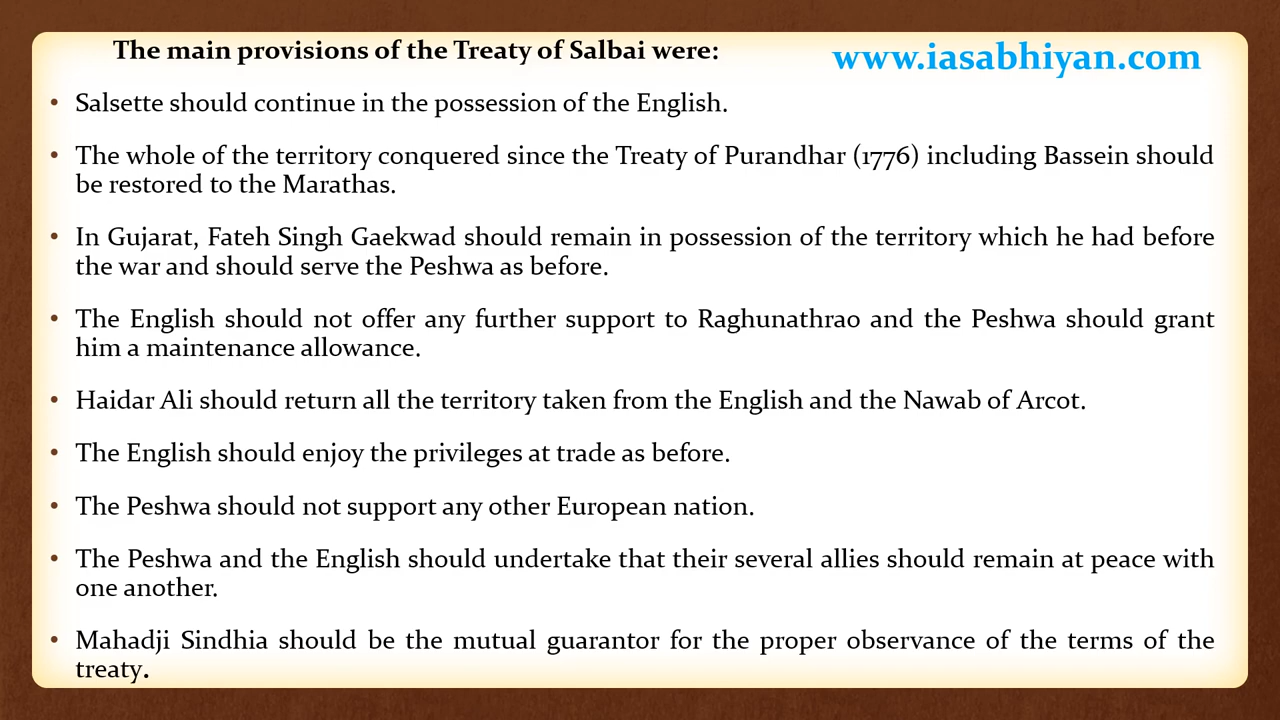 The main provisions of the Treaty of Salbai were:
www.iasabhiyan.com
• Salsette should continue in the possession of the English.
• The whole of the territory conquered since the Treaty of Purandhar (1776) including Bassein should
be restored to the Marathas.
• In Gujarat, Fateh Singh Gaekwad should remain in possession of the territory which he had before
the war and should serve the Peshwa as before.
• The English should not offer any further support to Raghunathrao and the Peshwa should grant
him a maintenance allowance.
• Haidar Ali should return all the territory taken from the English and the Nawab of Arcot.
• The English should enjoy the privileges at trade as before.
• The Peshwa should not support any other European nation.
• The Peshwa and the English should undertake that their several allies should remain at peace with
one another.
• Mahadji Sindhia should be the mutual guarantor for the proper observance of the terms of the
treaty.